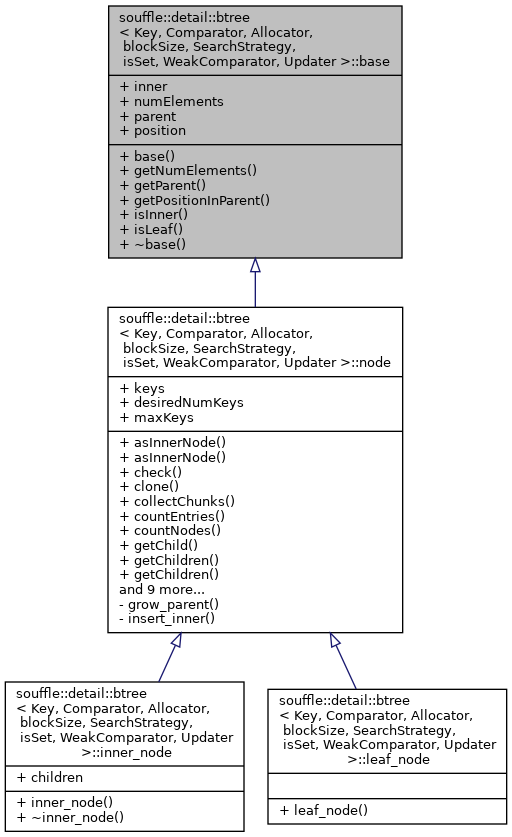 souffle::detail::btree
< Key, Comparator, Allocator,
blockSize, SearchStrategy,
isSet, WeakComparator, Updater >::base
+ inner
+ numElements
+ parent
+ position
+ base()
+ getNumElements()
+ getParent()
+ getPositionInParent()
+ isInner()
+ isLeaf()
+ ~base()
souffle::detail::btree
< Key, Comparator, Allocator,
blockSize, SearchStrategy,
isSet, WeakComparator, Updater >::node
+ keys
+ desiredNumKeys
+ maxKeys
+ asInnerNode()
+ asInnerNode()
+ check()
+ clone()
+ collectChunks()
+ countEntries()
+ countNodes()
+ getChild()
+ getChildren()
+ getChildren()
and 9 more...
- grow_parent()
- insert_inner()
souffle::detail::btree
< Key, Comparator, Allocator,
blockSize, SearchStrategy,
isSet, WeakComparator, Updater
>::inner_node
+ children
+ inner_node()
+ ~inner_node()
souffle::detail::btree
< Key, Comparator, Allocator,
blockSize, SearchStrategy,
isSet, WeakComparator, Updater
>::leaf_node
+ leaf_node()